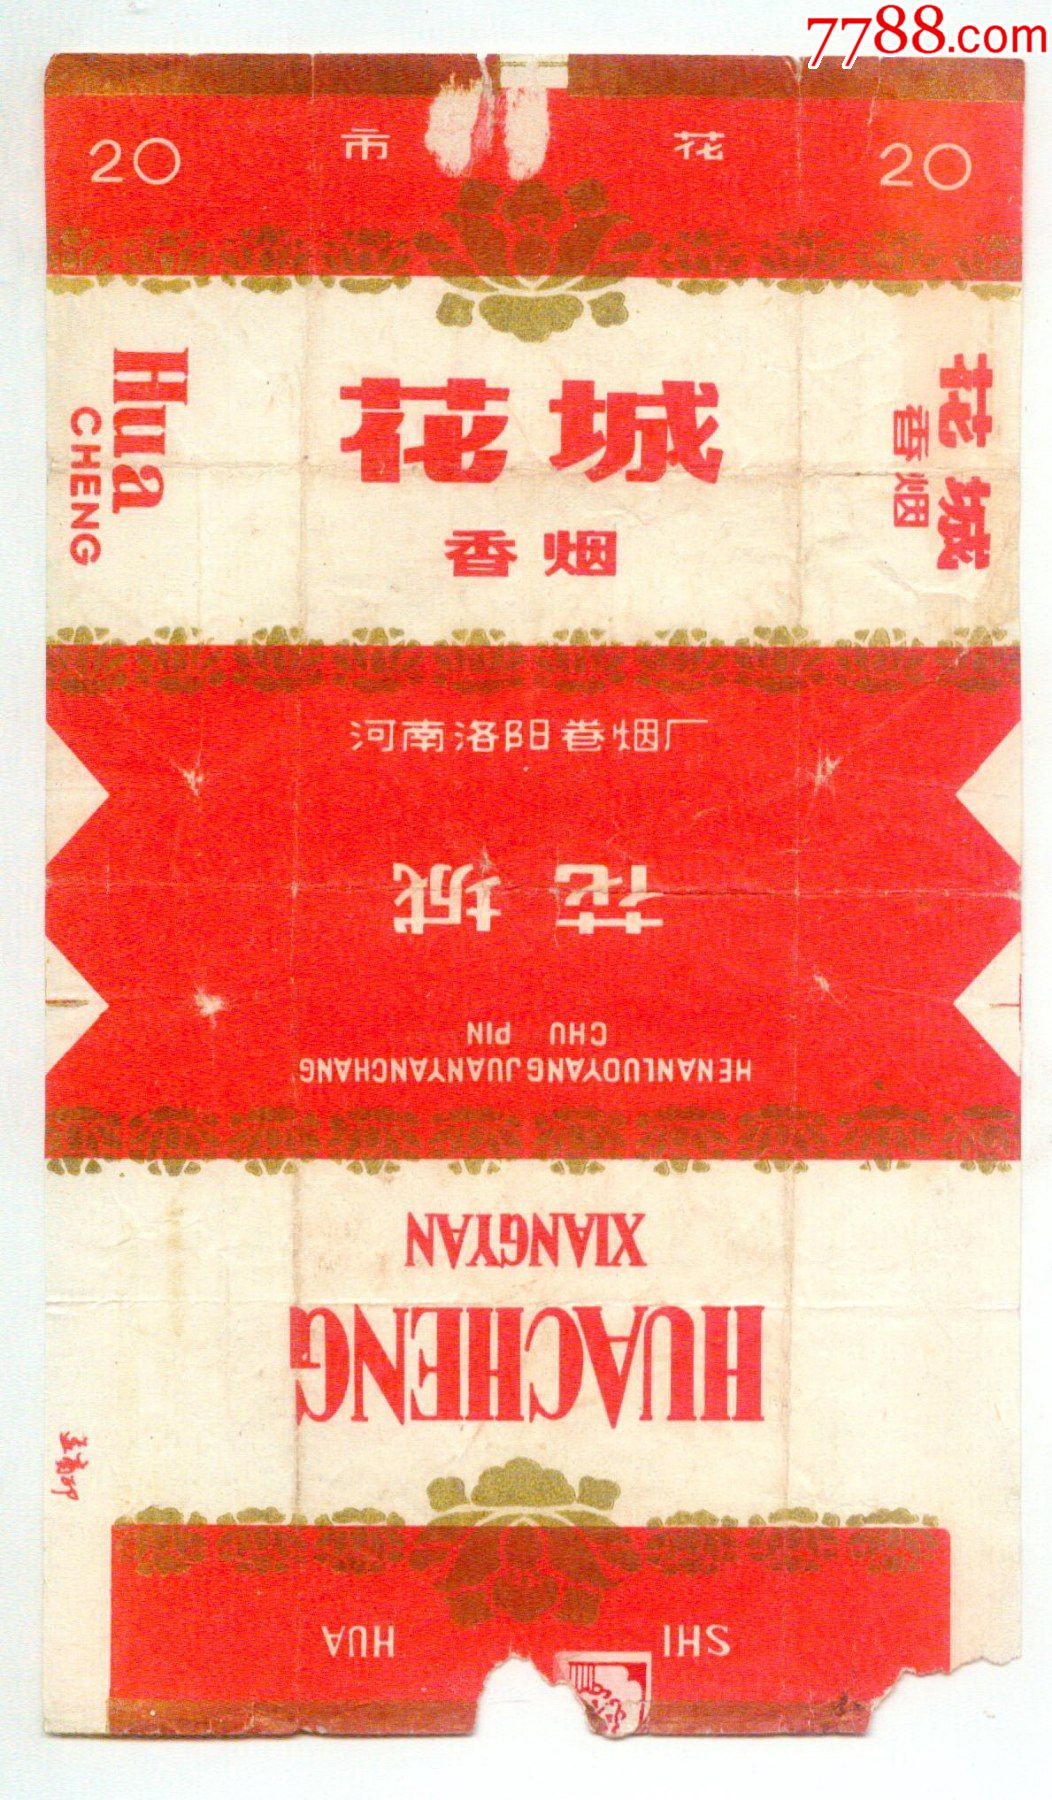 7788.com
20 市 花 20
花城
香烟
Hua
CHENG
花城
香烟
河南洛阳卷烟厂
花城
HENANLUOYANGJUANYANCHANG
CHU PIN
HUACHENG
XIANGYAN
SHI HUA